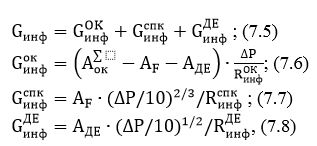 G_инф = G_инф^ОК + G_инф^спк + G_инф^ДЕ ; (7.5)
G_инф^ок = (A_ок^∑ − A_F − A_ДЕ) · ΔP/R_инф^ОК; (7.6)
G_инф^спк = A_F · (ΔP/10)^2/3/R_инф^спк ; (7.7)
G_инф^ДЕ = A_ДЕ · (ΔP/10)^1/2/R_инф^ДЕ, (7.8)